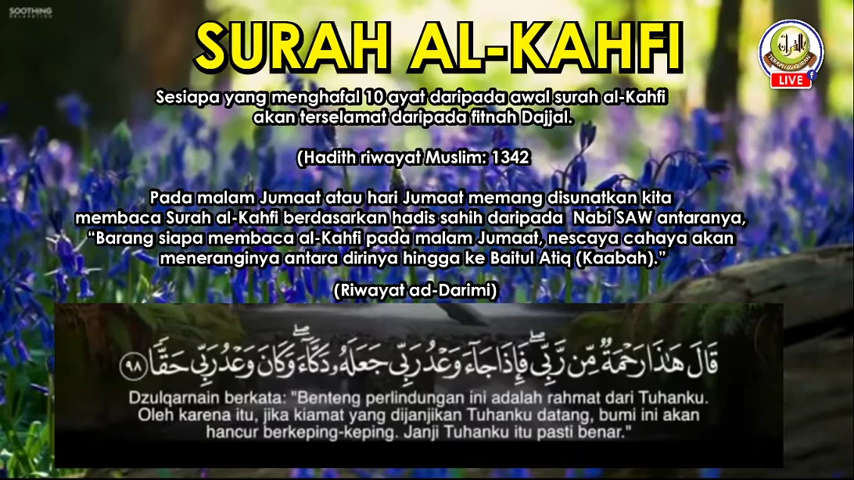 SOOTHING
RELAXATION
SURAH AL-KAHFI
LIVE
Sesiapa yang menghafal 10 ayat daripada awal surah al-Kahfi
akan terselamat daripada fitnah Dajjal.
(Hadith riwayat Muslim: 1342
Pada malam Jumaat atau hari Jumaat memang disunatkan kita
membaca Surah al-Kahfi berdasarkan hadis sahih daripada Nabi SAW antaranya,
“Barang siapa membaca al-Kahfi pada malam Jumaat, nescaya cahaya akan
meneranginya antara dirinya hingga ke Baitul Atiq (Kaabah).”
(Riwayat ad-Darimi)
قَالَ هَٰذَا رَحْمَةٌ مِّن رَّبِّي ۖ فَإِذَا جَآءَ وَعْدُ رَبِّي جَعَلَهُۥ دَكَّآءَ ۖ وَكَانَ وَعْدُ رَبِّي حَقًّا ٩٨
Dzulqarnain berkata: "Benteng perlindungan ini adalah rahmat dari Tuhanku.
Oleh karena itu, jika kiamat yang dijanjikan Tuhanku datang, bumi ini akan
hancur berkeping-keping. Janji Tuhanku itu pasti benar."